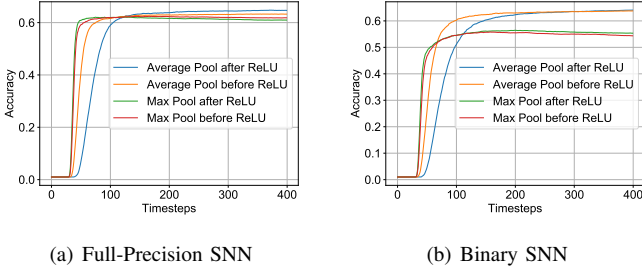 0.6
0.4
0.2
0.0
Accuracy
Average Pool after ReLU
Average Pool before ReLU
Max Pool after ReLU
Max Pool before ReLU
0 100 200 300 400
Timesteps
(a) Full-Precision SNN
0.6
0.5
0.4
0.3
0.2
0.1
0.0
Accuracy
Average Pool after ReLU
Average Pool before ReLU
Max Pool after ReLU
Max Pool before ReLU
0 100 200 300 400
Timesteps
(b) Binary SNN